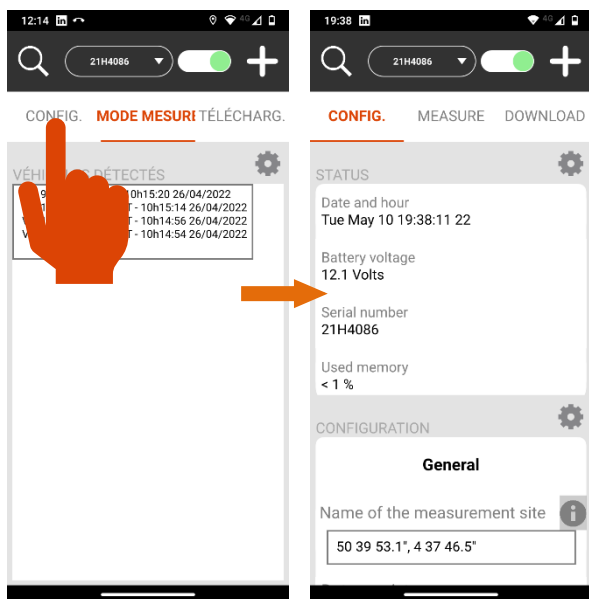 12:14
4G
21H4086
CONFIG. MODE MESURE TÉLÉCHARG.
DÉTECTÉS
10h15:20 26/04/2022
- 10h15:14 26/04/2022
- 10h14:56 26/04/2022
- 10h14:54 26/04/2022
19:38
4G
21H4086
CONFIG. MEASURE DOWNLOAD
STATUS
Date and hour
Tue May 10 19:38:11 22
Battery voltage
12.1 Volts
Serial number
21H4086
Used memory
< 1 %
CONFIGURATION
General
Name of the measurement site
50 39 53.1", 4 37 46.5"